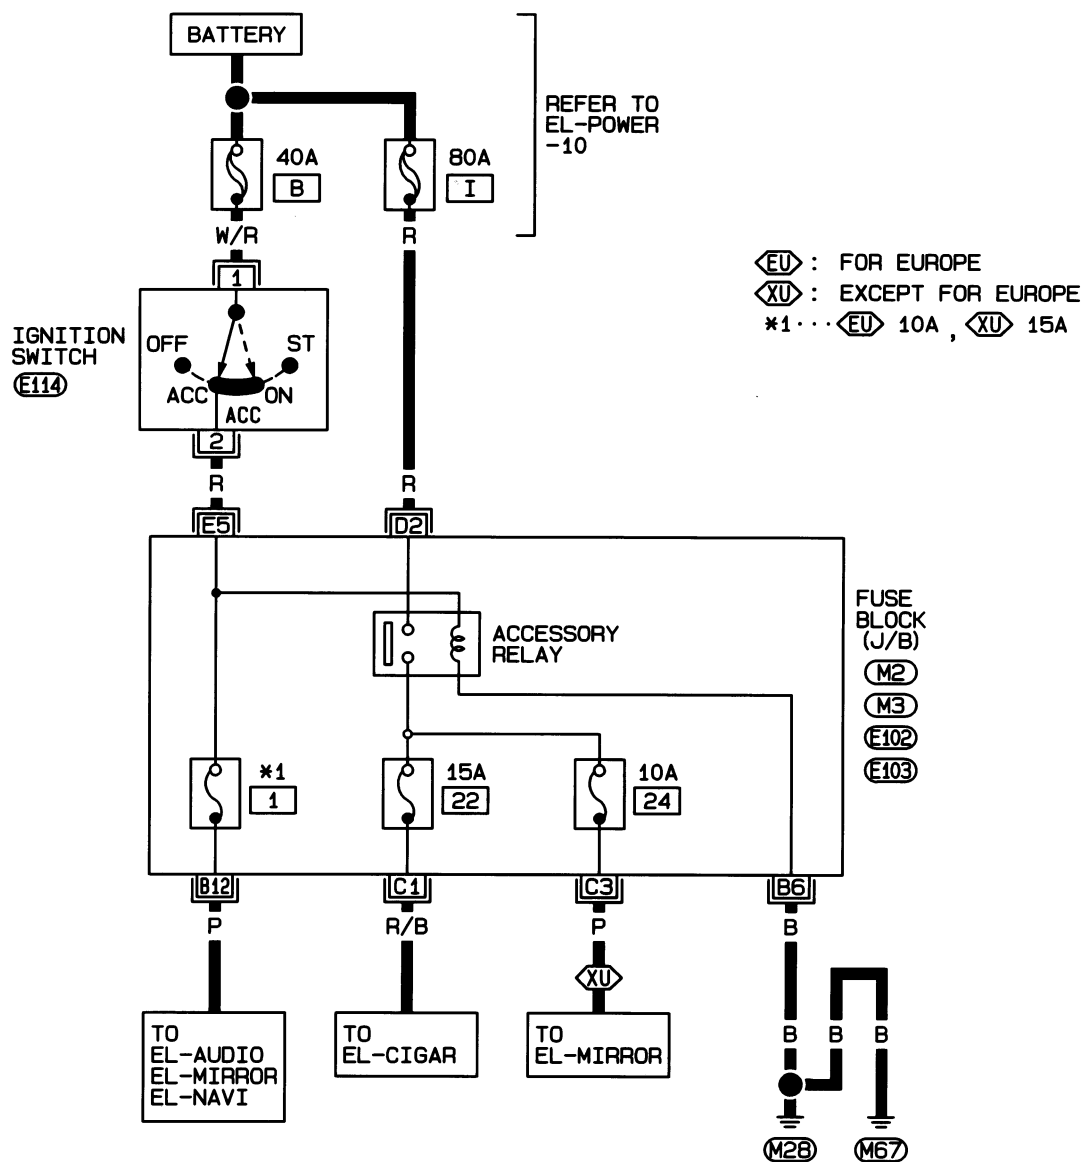 BATTERY
REFER TO
EL-POWER
-10
40A
B
80A
I
W/R
R
EU : FOR EUROPE
XU : EXCEPT FOR EUROPE
*1··· EU 10A , XU 15A
1
IGNITION
SWITCH
E114
OFF
ST
ACC
ON
ACC
2
R
R
E5
D2
FUSE
BLOCK
(J/B)
M2
M3
E102
E103
ACCESSORY
RELAY
*1
1
15A
22
10A
24
B12
C1
C3
B6
P
R/B
P
B
XU
TO
EL-AUDIO
EL-MIRROR
EL-NAVI
TO
EL-CIGAR
TO
EL-MIRROR
B
B
B
M28
M67